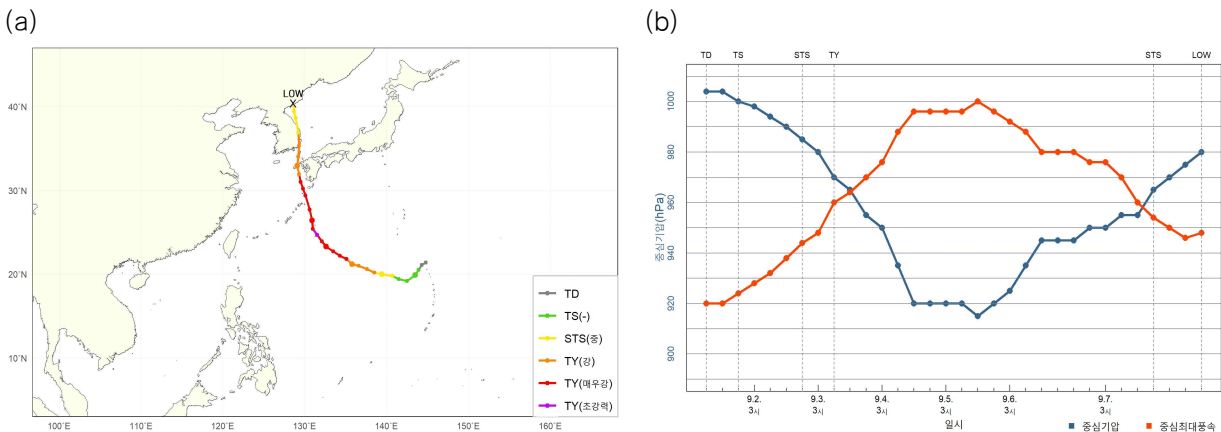 (a)
40°N
30°N
20°N
10°N
100°E
110°E
120°E
130°E
140°E
150°E
160°E
LOW
TD
TS(-)
STS(중)
TY(강)
TY(매우강)
TY(초강력)
(b)
TD
TS
STS
TY
STS
LOW
중심기압(hPa)
1000
980
960
940
920
900
9.2.
3시
9.3.
3시
9.4.
3시
9.5.
3시
9.6.
3시
9.7.
3시
일시
중심기압
중심최대풍속